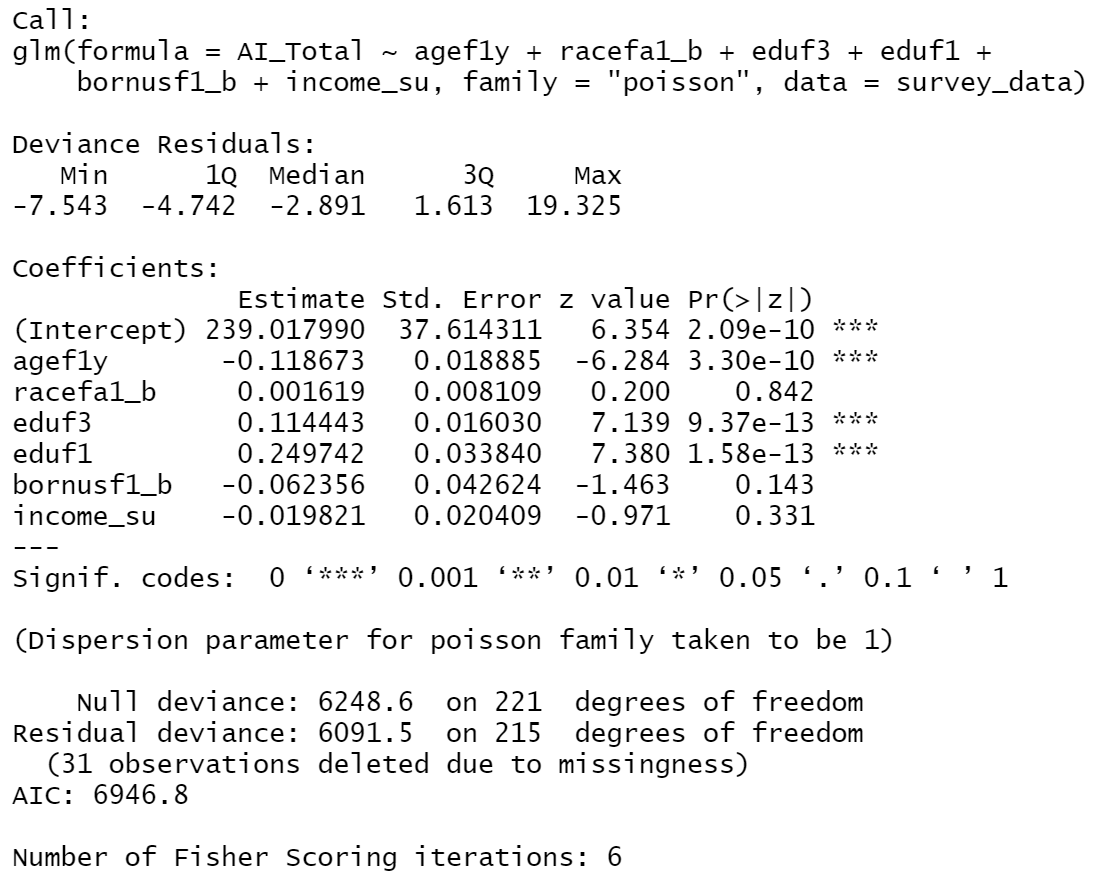 Call:
glm(formula = AI_Total ~ agef1y + racefa1_b + eduf3 + eduf1 +
    bornusf1_b + income_su, family = "poisson", data = survey_data)

Deviance Residuals:
   Min      1Q  Median      3Q     Max
-7.543  -4.742  -2.891   1.613  19.325

Coefficients:
              Estimate Std. Error z value Pr(>|z|)
(Intercept) 239.017990  37.614311   6.354 2.09e-10 ***
agef1y       -0.118673   0.018885  -6.284 3.30e-10 ***
racefa1_b     0.001619   0.008109   0.200    0.842
eduf3         0.114443   0.016030   7.139 9.37e-13 ***
eduf1         0.249742   0.033840   7.380 1.58e-13 ***
bornusf1_b   -0.062356   0.042624  -1.463    0.143
income_su    -0.019821   0.020409  -0.971    0.331
---
Signif. codes:  0 ‘***’ 0.001 ‘**’ 0.01 ‘*’ 0.05 ‘.’ 0.1 ‘ ’ 1

(Dispersion parameter for poisson family taken to be 1)

    Null deviance: 6248.6  on 221  degrees of freedom
Residual deviance: 6091.5  on 215  degrees of freedom
  (31 observations deleted due to missingness)
AIC: 6946.8

Number of Fisher Scoring iterations: 6